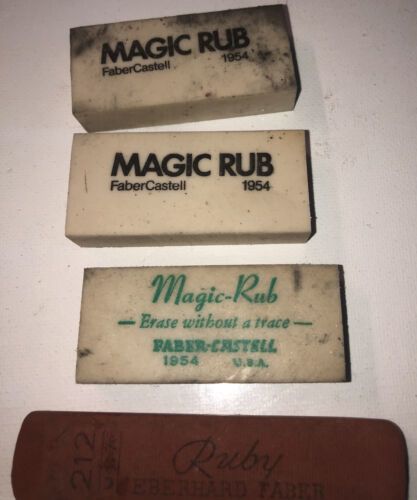 MAGIC RUB
FaberCastell 1954
MAGIC RUB
FaberCastell 1954
Magic-Rub
— Erase without a trace —
FABER-CASTELL
1954 U.S.A.
212
Ruby
EBERHARD FABER